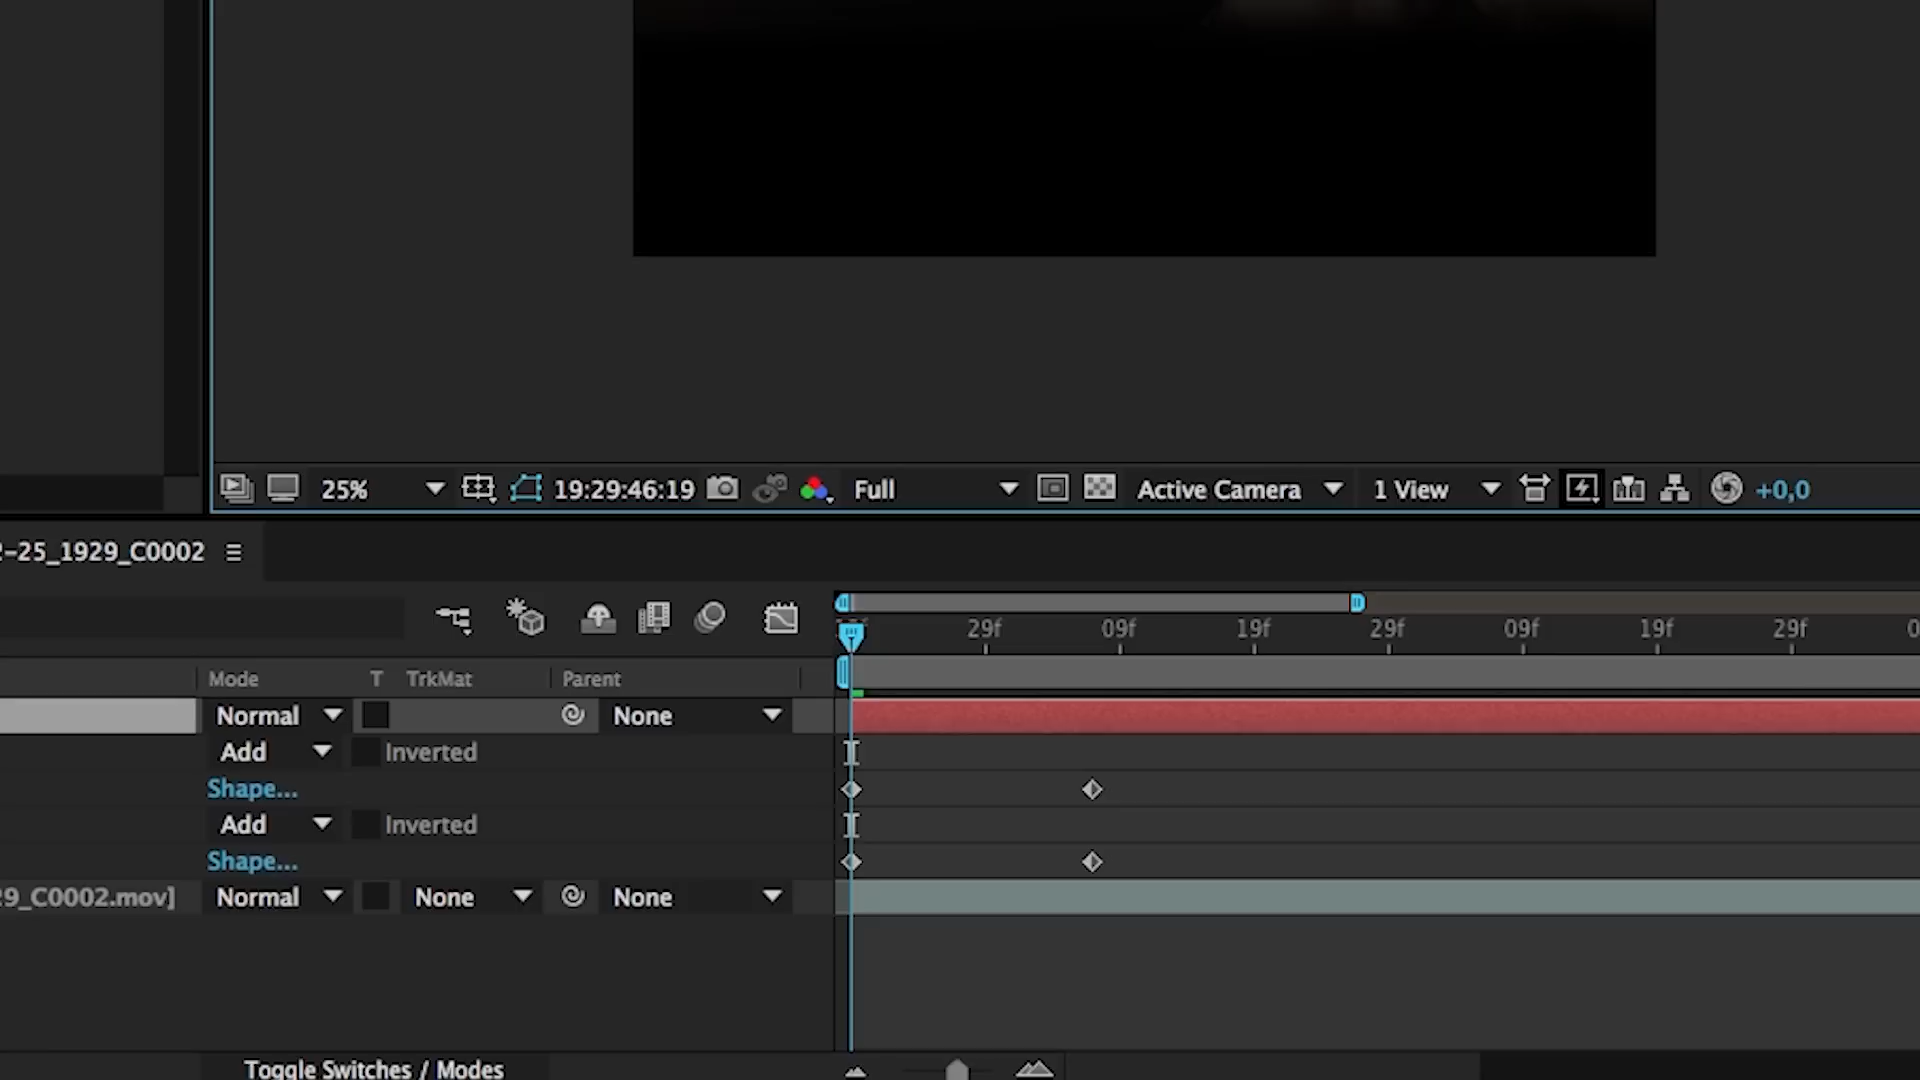 25% 19:29:46:19 Full Active Camera 1 View +0,0
2-25_1929_C0002
29f 09f 19f 29f 09f 19f 29f
Mode T TrkMat Parent
Normal None
Add Inverted
Shape...
Add Inverted
Shape...
29_C0002.mov] Normal None None
Toggle Switches / Modes